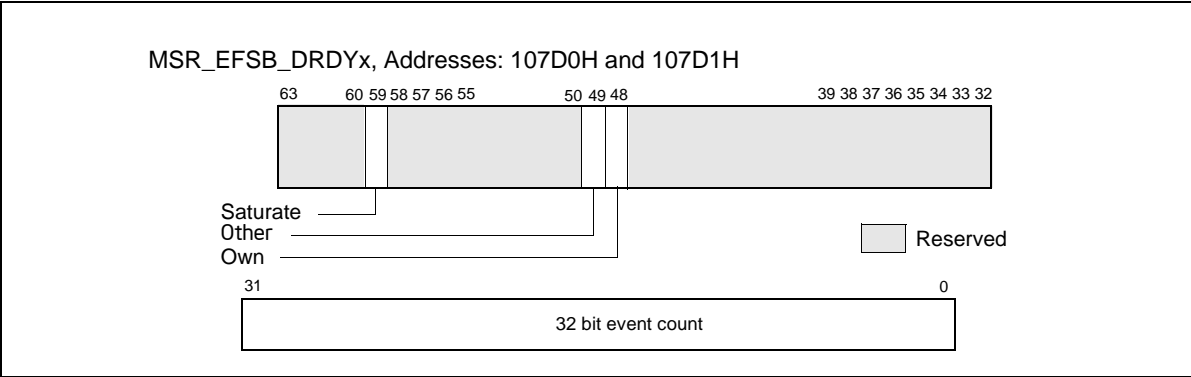 MSR_EFSB_DRDYx, Addresses: 107D0H and 107D1H
63 60 59 58 57 56 55 50 49 48 39 38 37 36 35 34 33 32
Saturate
Other
Own
Reserved
31 0
32 bit event count